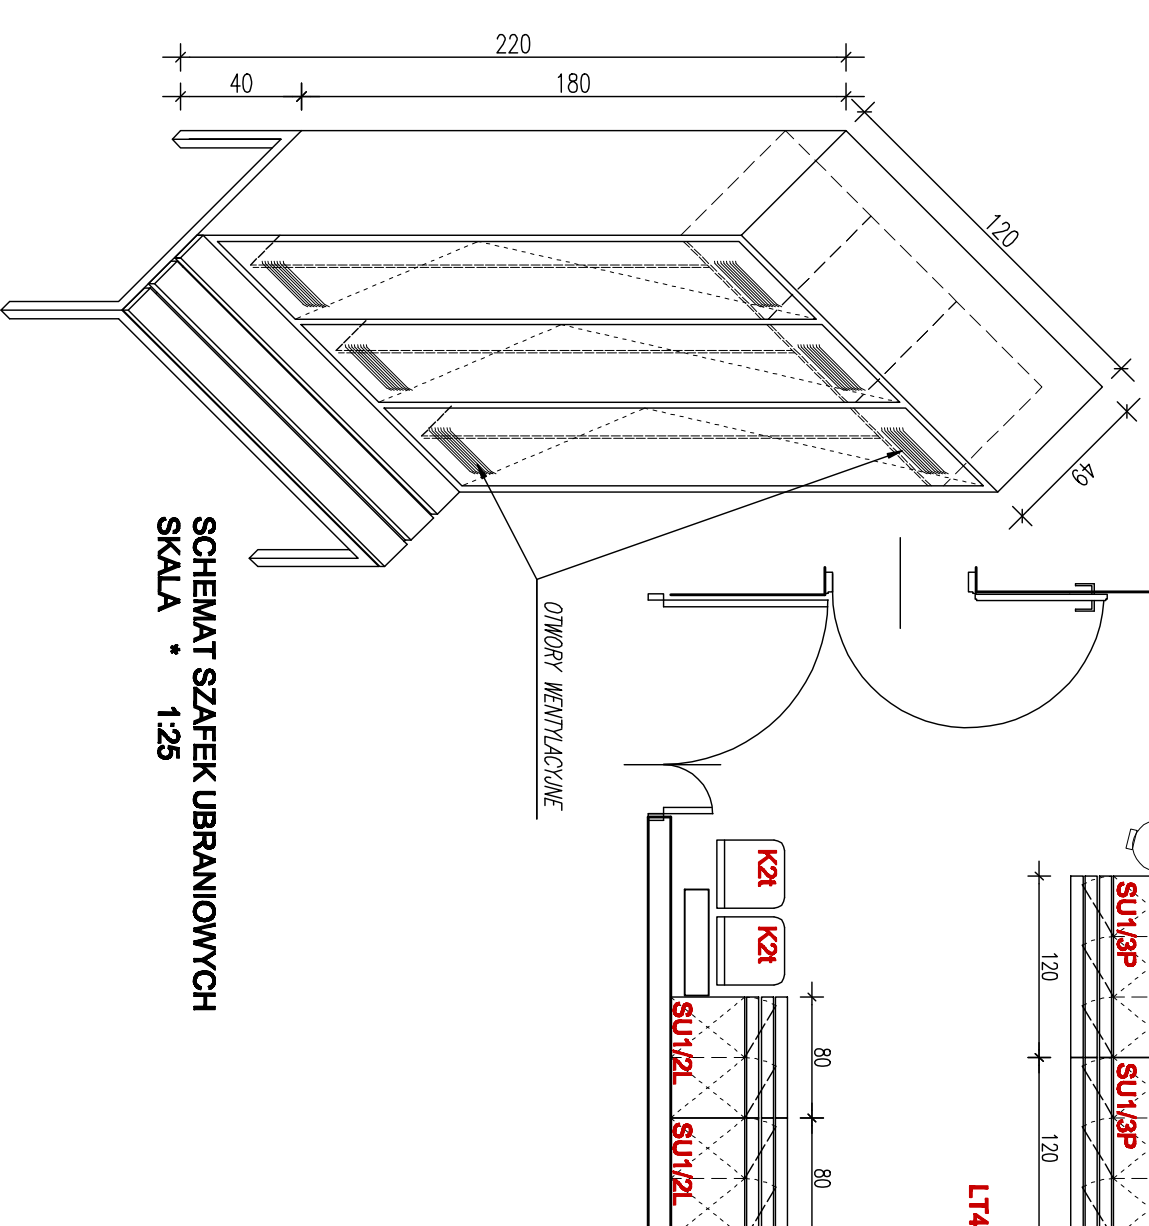 220
40
180
120
49
OTWORY WENTYLACYJNE
SCHEMAT SZAFEK UBRANIOWYCH
SKALA * 1:25
K2t
K2t
SU1/3P
120
SU1/2L
80
SU1/3P
120
SU1/2L
80
LT4